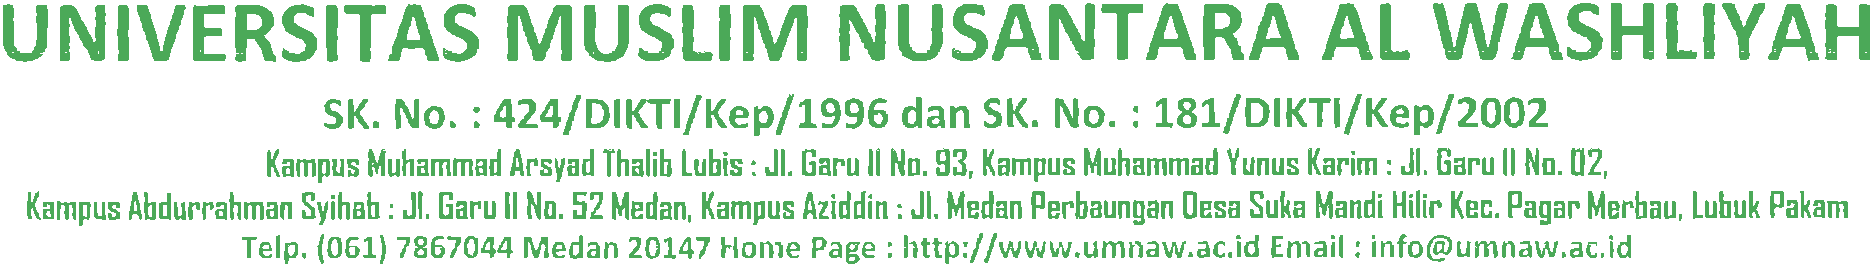 UNIVERSITAS MUSLIM NUSANTARA AL WASHLIYAH
SK. No. : 424/DIKTI/Kep/1996 dan SK. No. : 181/DIKTI/Kep/2002
Kampus Muhammad Arsyad Thalib Lubis : Jl. Garu II No. 93, Kampus Muhammad Yunus Karim : Jl. Garu II No. 02,
Kampus Abdurrahman Syihab : Jl. Garu II No. 52 Medan, Kampus Aziddin : Jl. Medan Perbaungan Desa Suka Mandi Hilir Kec. Pagar Merbau, Lubuk Pakam
Telp. (061) 7867044 Medan 20147 Home Page : http://www.umnaw.ac.id Email : info@umnaw.ac.id